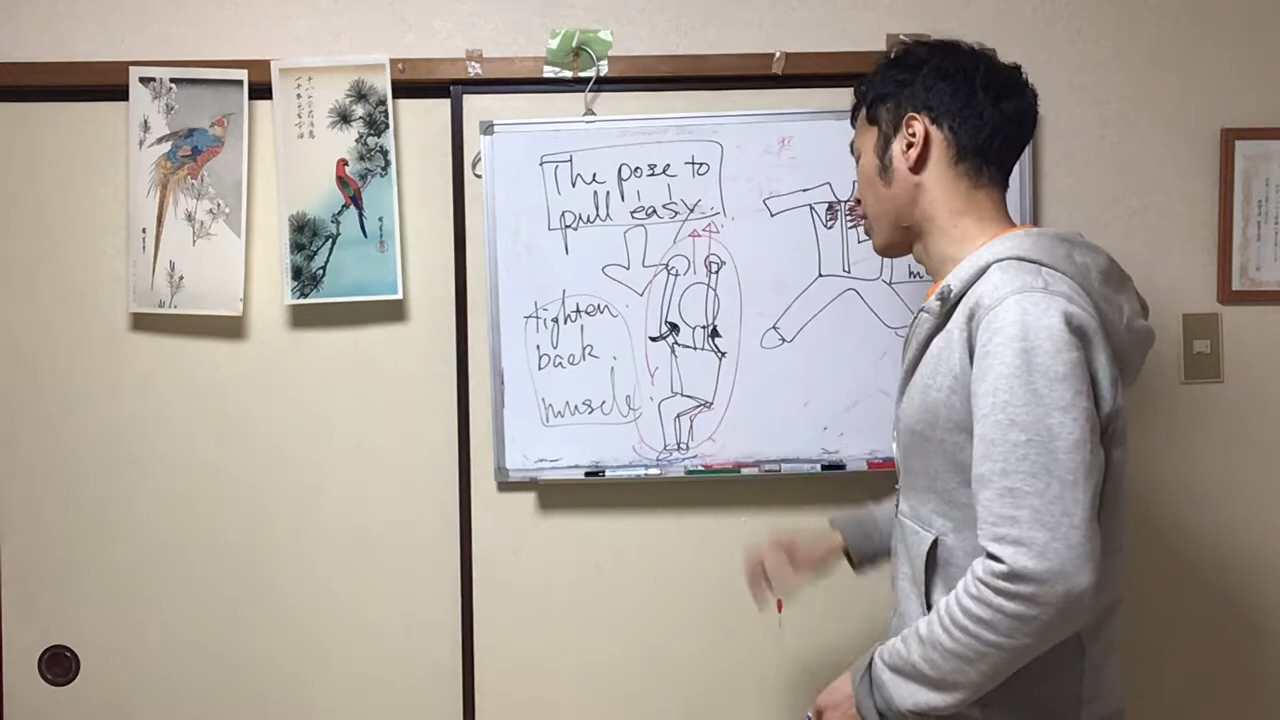 The pose to
pull easy.
tighten
back
muscle
m